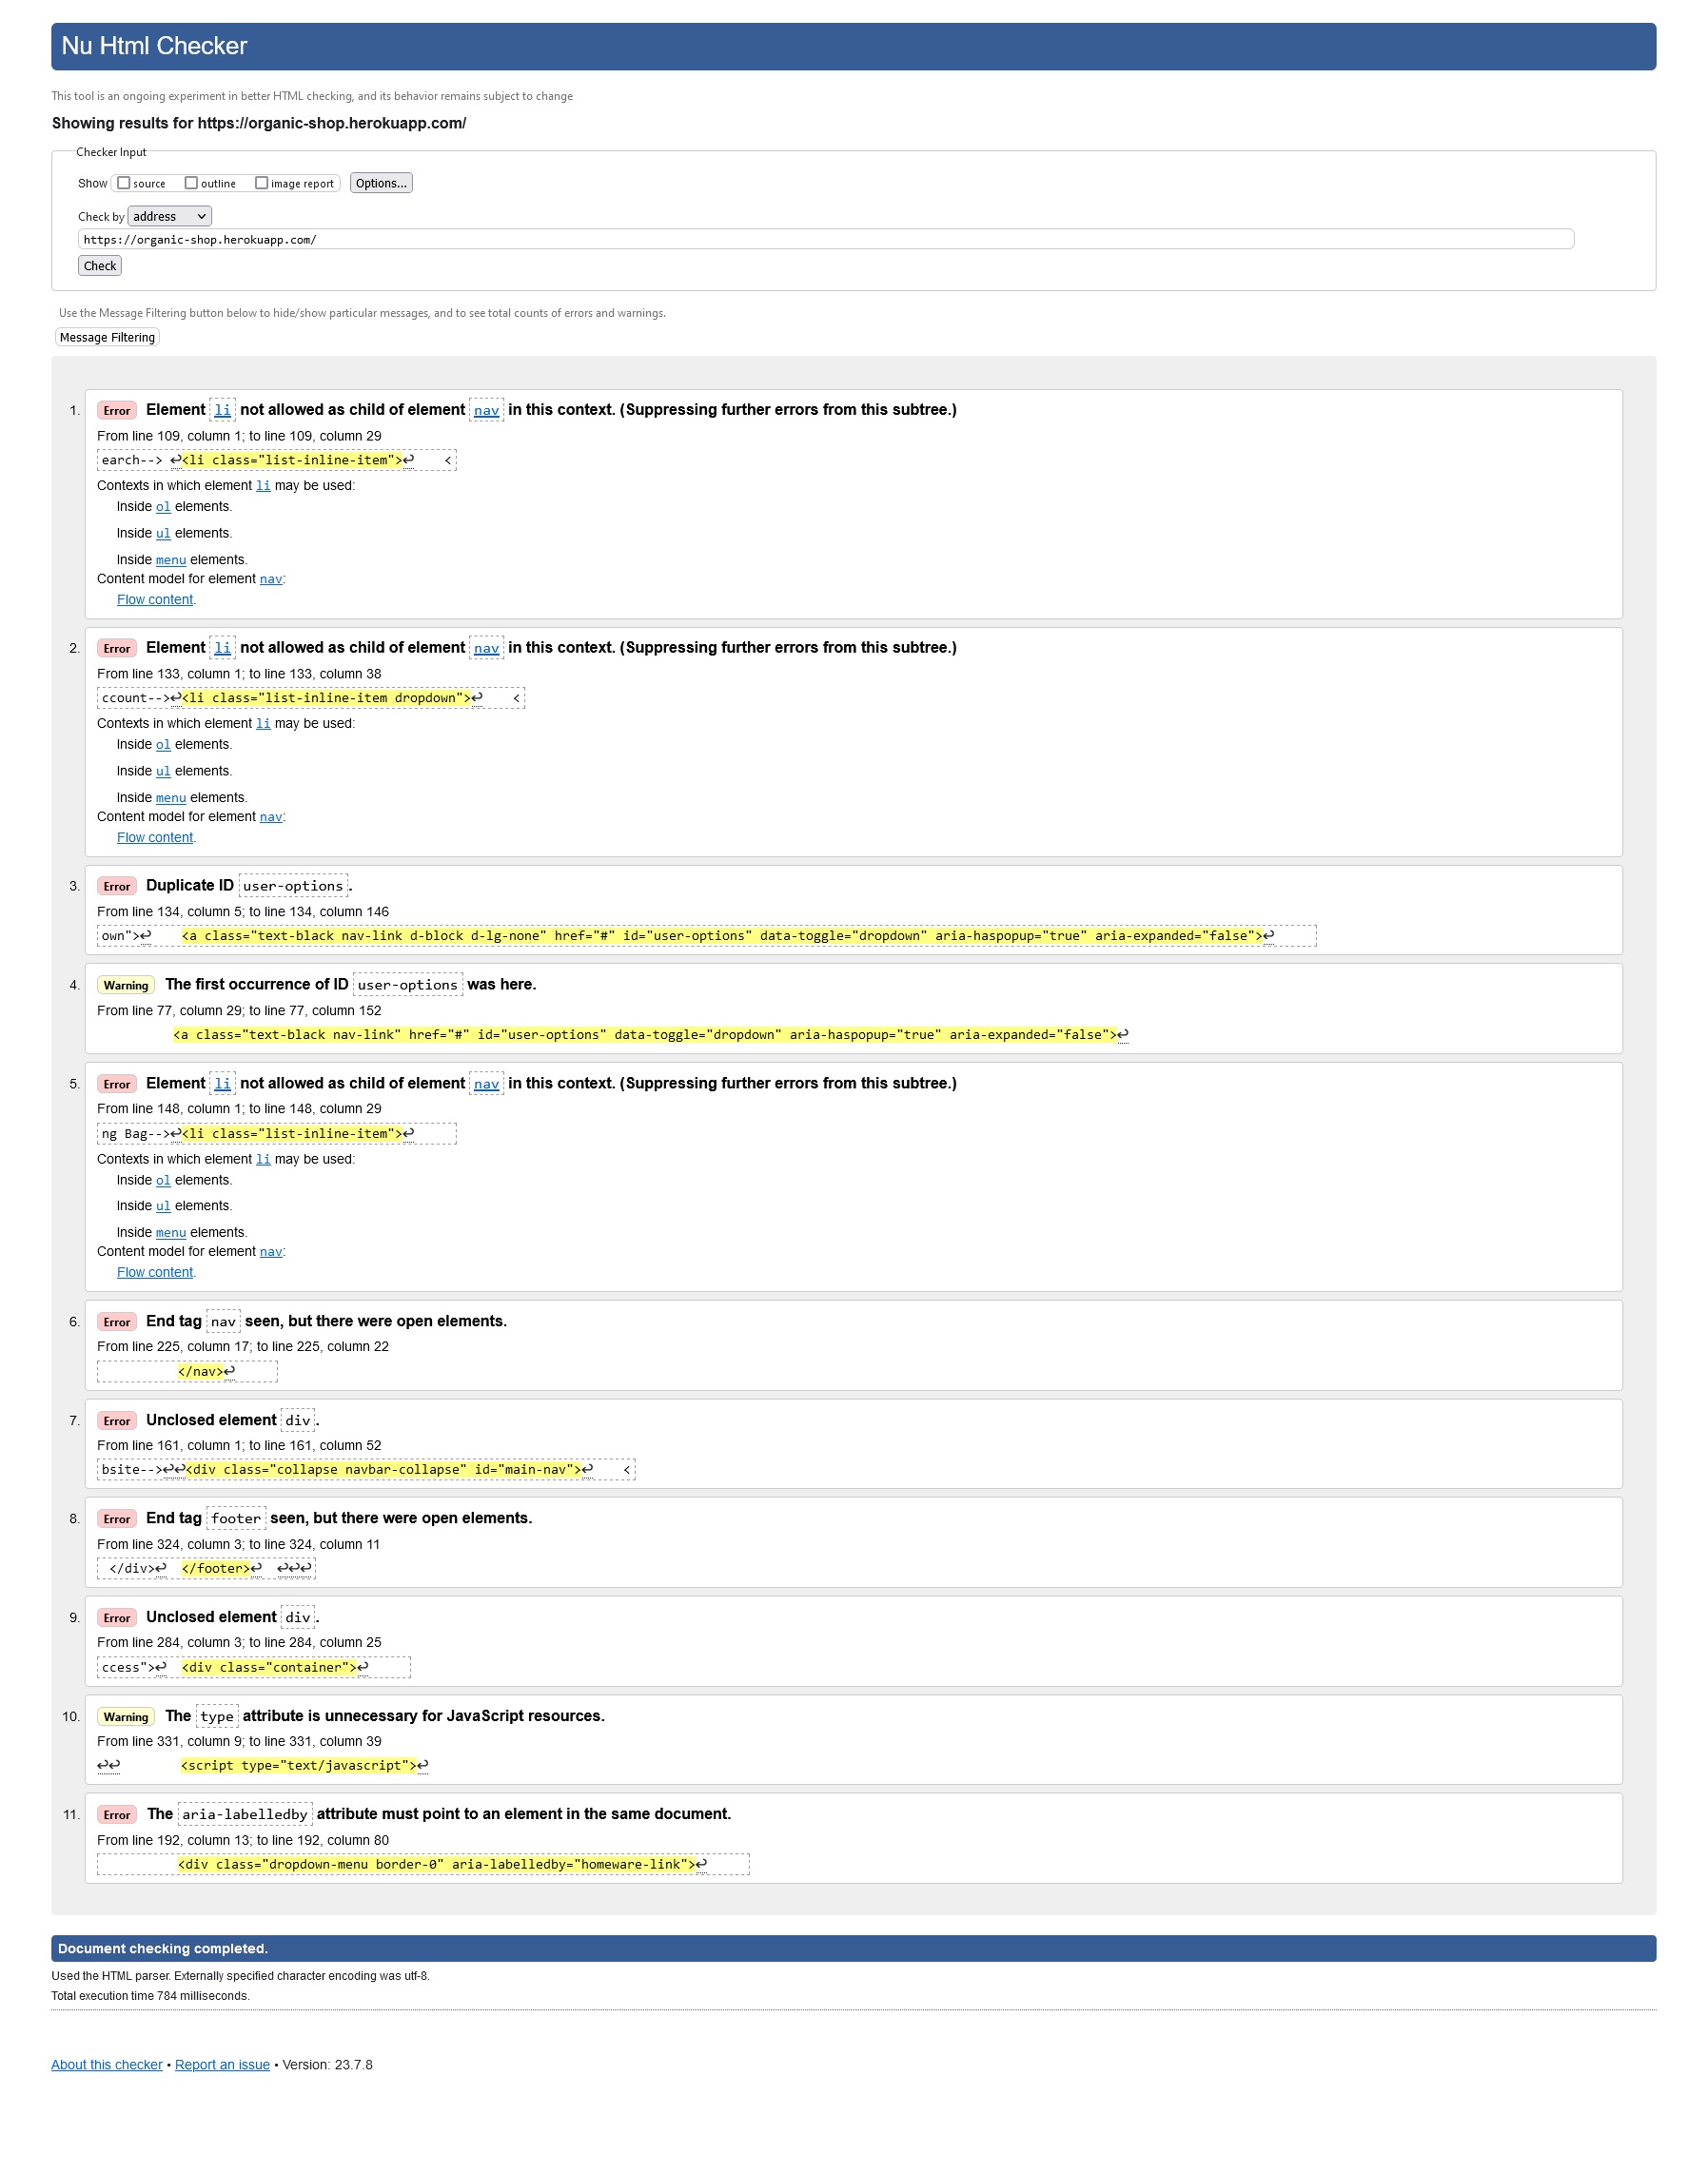 Nu Html Checker
This tool is an ongoing experiment in better HTML checking, and its behavior remains subject to change
Showing results for https://organic-shop.herokuapp.com/
Checker Input
Show source outline image report Options...
Check by address
https://organic-shop.herokuapp.com/
Check
Use the Message Filtering button below to hide/show particular messages, and to see total counts of errors and warnings.
Message Filtering
1. Error Element li not allowed as child of element nav in this context. (Suppressing further errors from this subtree.)
From line 109, column 1; to line 109, column 29
earch--> ↩<li class="list-inline-item">↩ <
Contexts in which element li may be used:
Inside ol elements.
Inside ul elements.
Inside menu elements.
Content model for element nav:
Flow content.
2. Error Element li not allowed as child of element nav in this context. (Suppressing further errors from this subtree.)
From line 133, column 1; to line 133, column 38
ccount-->↩<li class="list-inline-item dropdown">↩ <
Contexts in which element li may be used:
Inside ol elements.
Inside ul elements.
Inside menu elements.
Content model for element nav:
Flow content.
3. Error Duplicate ID user-options.
From line 134, column 5; to line 134, column 146
own">↩ <a class="text-black nav-link d-block d-lg-none" href="#" id="user-options" data-toggle="dropdown" aria-haspopup="true" aria-expanded="false">↩
4. Warning The first occurrence of ID user-options was here.
From line 77, column 29; to line 77, column 152
<a class="text-black nav-link" href="#" id="user-options" data-toggle="dropdown" aria-haspopup="true" aria-expanded="false">↩
5. Error Element li not allowed as child of element nav in this context. (Suppressing further errors from this subtree.)
From line 148, column 1; to line 148, column 29
ng Bag-->↩<li class="list-inline-item">↩
Contexts in which element li may be used:
Inside ol elements.
Inside ul elements.
Inside menu elements.
Content model for element nav:
Flow content.
6. Error End tag nav seen, but there were open elements.
From line 225, column 17; to line 225, column 22
</nav>↩
7. Error Unclosed element div.
From line 161, column 1; to line 161, column 52
bsite-->↩↩<div class="collapse navbar-collapse" id="main-nav">↩ <
8. Error End tag footer seen, but there were open elements.
From line 324, column 3; to line 324, column 11
</div>↩ </footer>↩ ↩↩↩
9. Error Unclosed element div.
From line 284, column 3; to line 284, column 25
ccess">↩ <div class="container">↩
10. Warning The type attribute is unnecessary for JavaScript resources.
From line 331, column 9; to line 331, column 39
↩↩ <script type="text/javascript">↩
11. Error The aria-labelledby attribute must point to an element in the same document.
From line 192, column 13; to line 192, column 80
<div class="dropdown-menu border-0" aria-labelledby="homeware-link">↩
Document checking completed.
Used the HTML parser. Externally specified character encoding was utf-8.
Total execution time 784 milliseconds.
About this checker • Report an issue • Version: 23.7.8